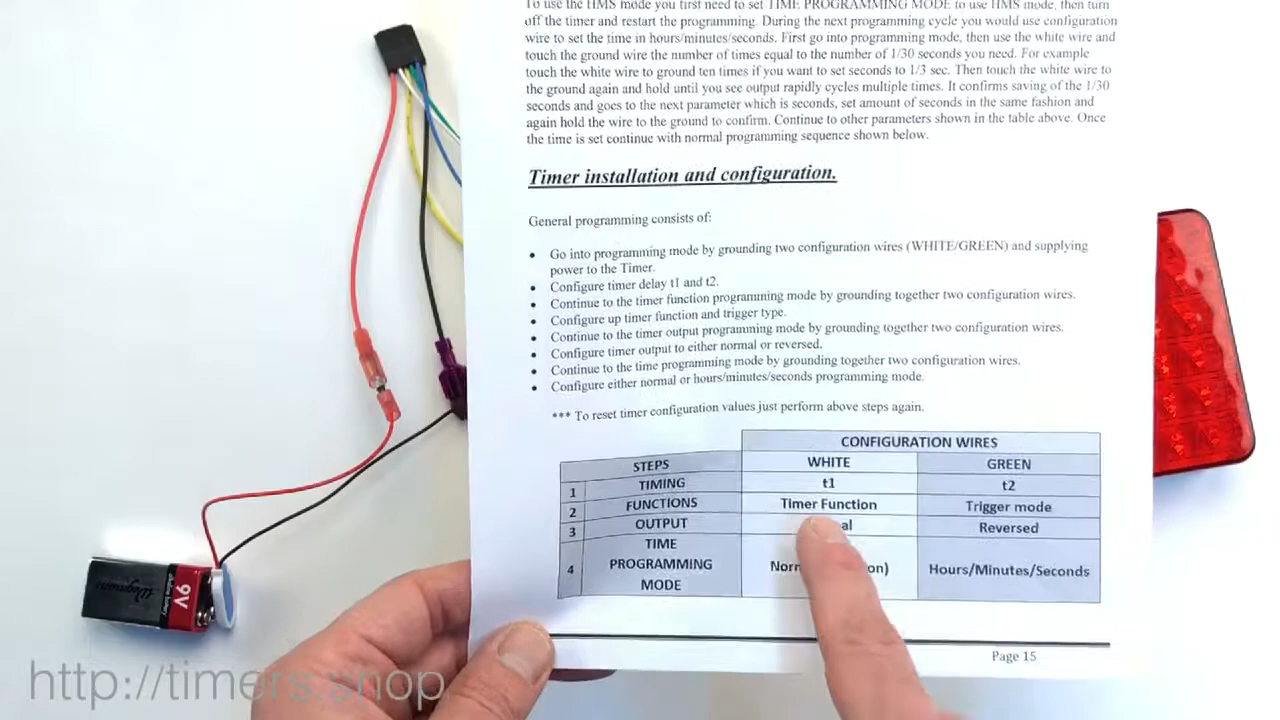 To use the HMS mode you first need to set TIME PROGRAMMING MODE to use HMS mode, then turn
off the timer and restart the programming. During the next programming cycle you would use configuration
wire to set the time in hours/minutes/seconds. First go into programming mode, then use the white wire and
touch the ground wire the number of times equal to the number of 1/30 seconds you need. For example
touch the white wire to ground ten times if you want to set seconds to 1/3 sec. Then touch the white wire to
the ground again and hold until you see output rapidly cycles multiple times. It confirms saving of the 1/30
seconds and goes to the next parameter which is seconds, set amount of seconds in the same fashion and
again hold the wire to the ground to confirm. Continue to other parameters shown in the table above. Once
the time is set continue with normal programming sequence shown below.
Timer installation and configuration.
General programming consists of:
• Go into programming mode by grounding two configuration wires (WHITE/GREEN) and supplying
power to the Timer.
• Configure timer delay t1 and t2.
• Continue to the timer function programming mode by grounding together two configuration wires.
• Configure up timer function and trigger type.
• Continue to the timer output programming mode by grounding together two configuration wires.
• Configure timer output to either normal or reversed.
• Continue to the time programming mode by grounding together two configuration wires.
• Configure either normal or hours/minutes/seconds programming mode.
*** To reset timer configuration values just perform above steps again.
CONFIGURATION WIRES
STEPS WHITE GREEN
1 TIMING t1 t2
2 FUNCTIONS Timer Function Trigger mode
3 OUTPUT Reversed
4 TIME PROGRAMMING MODE Hours/Minutes/Seconds
Page 15
9V
http://timers.shop